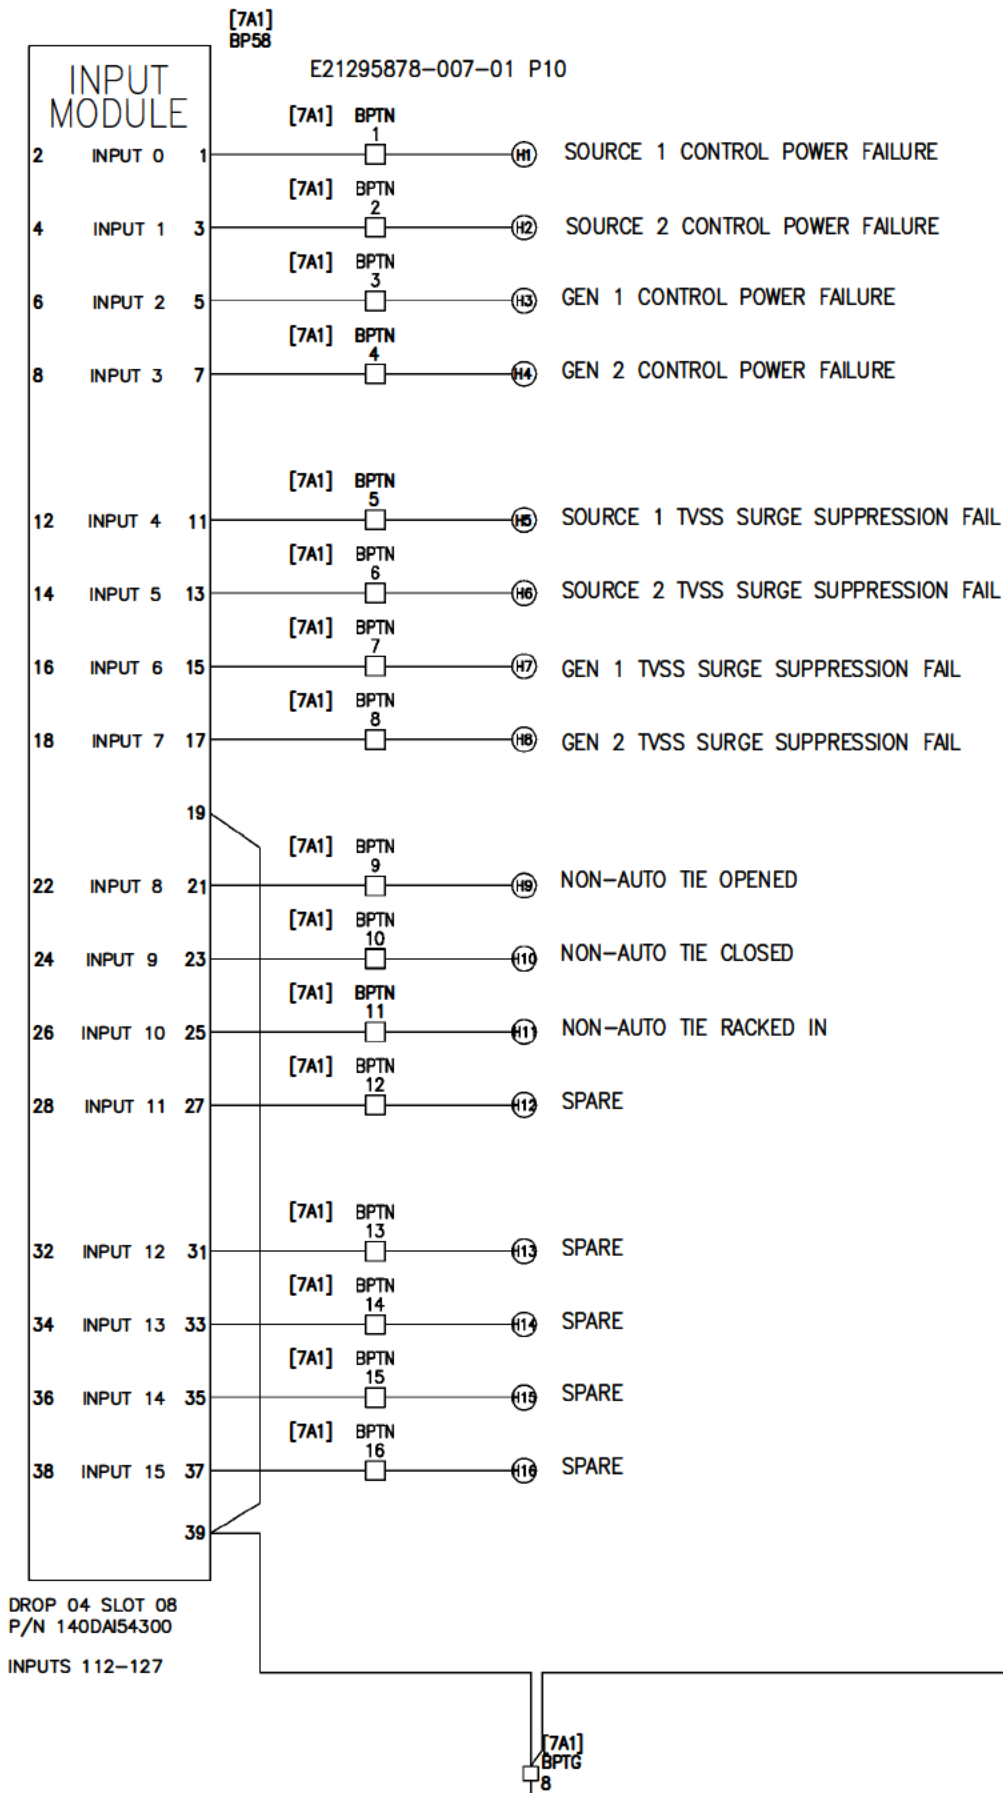 [7A1]
BP58
E21295878-007-01 P10
INPUT
MODULE
[7A1] BPTN
1
2 INPUT 0 1 H1 SOURCE 1 CONTROL POWER FAILURE
[7A1] BPTN
2
4 INPUT 1 3 H2 SOURCE 2 CONTROL POWER FAILURE
[7A1] BPTN
3
6 INPUT 2 5 H3 GEN 1 CONTROL POWER FAILURE
[7A1] BPTN
4
8 INPUT 3 7 H4 GEN 2 CONTROL POWER FAILURE
[7A1] BPTN
5
12 INPUT 4 11 H5 SOURCE 1 TVSS SURGE SUPPRESSION FAIL
[7A1] BPTN
6
14 INPUT 5 13 H6 SOURCE 2 TVSS SURGE SUPPRESSION FAIL
[7A1] BPTN
7
16 INPUT 6 15 H7 GEN 1 TVSS SURGE SUPPRESSION FAIL
[7A1] BPTN
8
18 INPUT 7 17 H8 GEN 2 TVSS SURGE SUPPRESSION FAIL
19
[7A1] BPTN
9
22 INPUT 8 21 H9 NON-AUTO TIE OPENED
[7A1] BPTN
10
24 INPUT 9 23 H10 NON-AUTO TIE CLOSED
[7A1] BPTN
11
26 INPUT 10 25 H11 NON-AUTO TIE RACKED IN
[7A1] BPTN
12
28 INPUT 11 27 H12 SPARE
[7A1] BPTN
13
32 INPUT 12 31 H13 SPARE
[7A1] BPTN
14
34 INPUT 13 33 H14 SPARE
[7A1] BPTN
15
36 INPUT 14 35 H15 SPARE
[7A1] BPTN
16
38 INPUT 15 37 H16 SPARE
39
DROP 04 SLOT 08
P/N 140DAI54300
INPUTS 112-127
[7A1]
BPTG
8